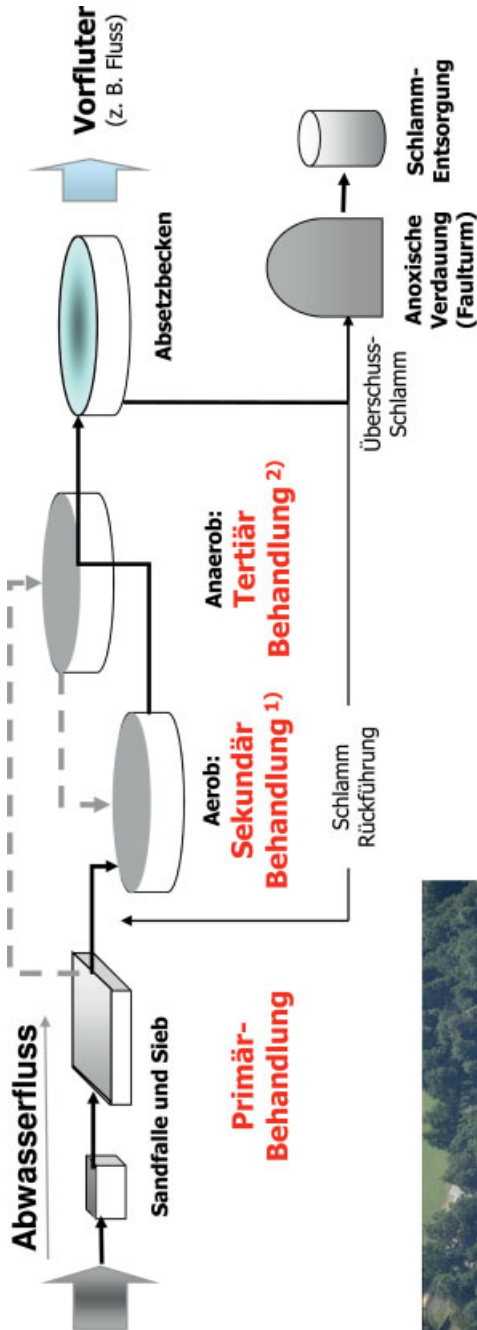 Abwasserfluss
Sandfalle und Sieb
Primär-
Behandlung
Aerob:
Sekundär
Behandlung 1)
Anaerob:
Tertiär
Behandlung 2)
Absetzbecken
Vorfluter
(z. B. Fluss)
Schlamm
Rückführung
Überschuss-
Schlamm
Anoxische
Verdauung
(Faulturm)
Schlamm-
Entsorgung